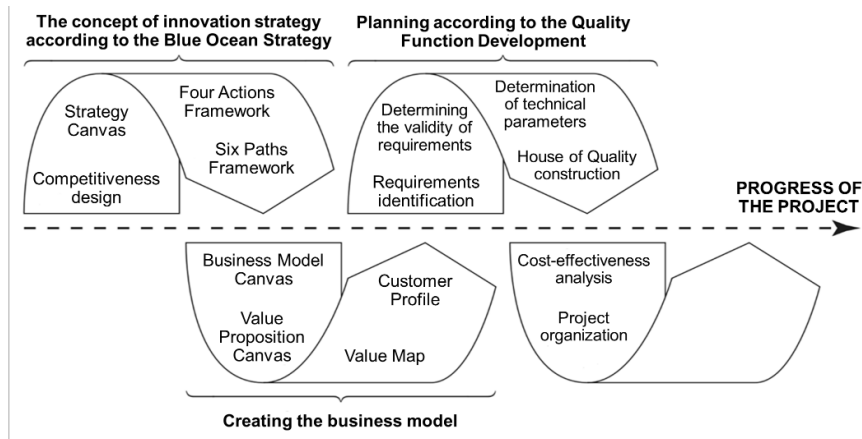 The concept of innovation strategy
according to the Blue Ocean Strategy
Planning according to the Quality
Function Development
Strategy
Canvas
Competitiveness
design
Four Actions
Framework
Six Paths
Framework
Determining
the validity of
requirements
Requirements
identification
Determination
of technical
parameters
House of Quality
construction
PROGRESS OF
THE PROJECT
Business Model
Canvas
Value
Proposition
Canvas
Customer
Profile
Value Map
Cost-effectiveness
analysis
Project
organization
Creating the business model